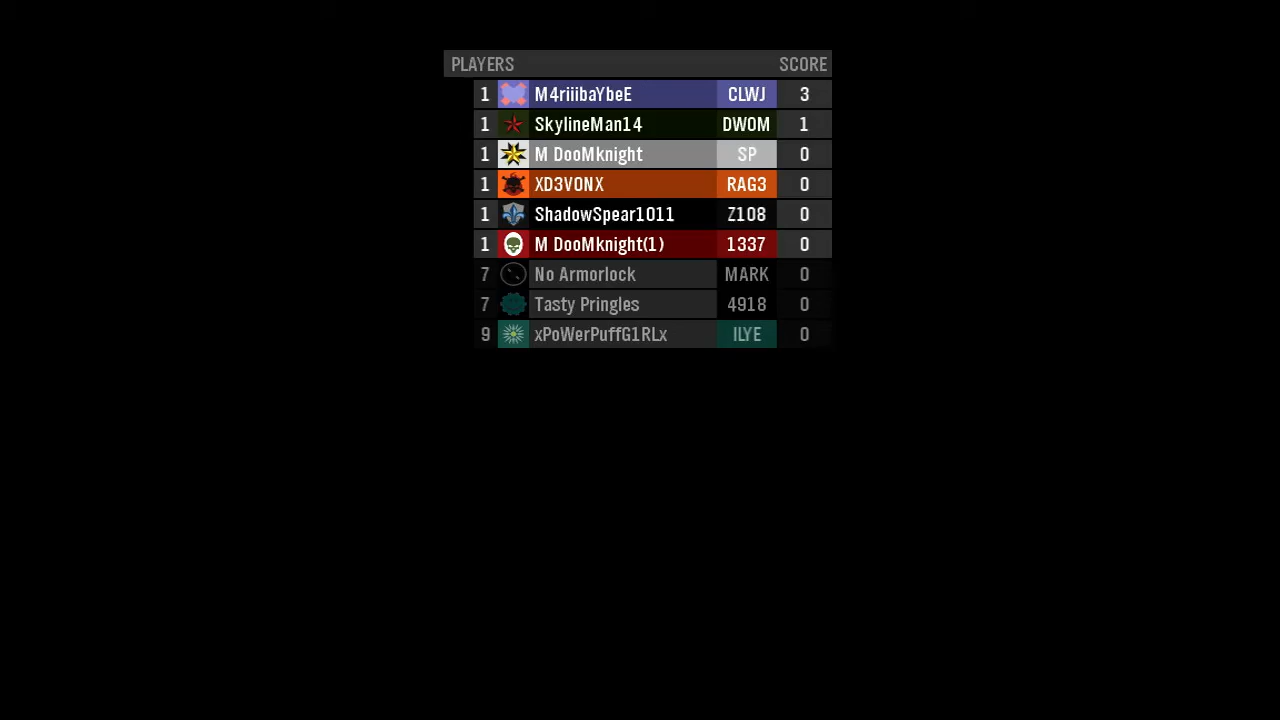 PLAYERS SCORE
1 M4riiibaYbeE CLWJ 3
1 SkylineMan14 DWOM 1
1 M DooMknight SP 0
1 XD3VONX RAG3 0
1 ShadowSpear1011 Z108 0
1 M DooMknight(1) 1337 0
7 No Armorlock MARK 0
7 Tasty Pringles 4918 0
9 xPoWerPuffG1RLx ILYE 0